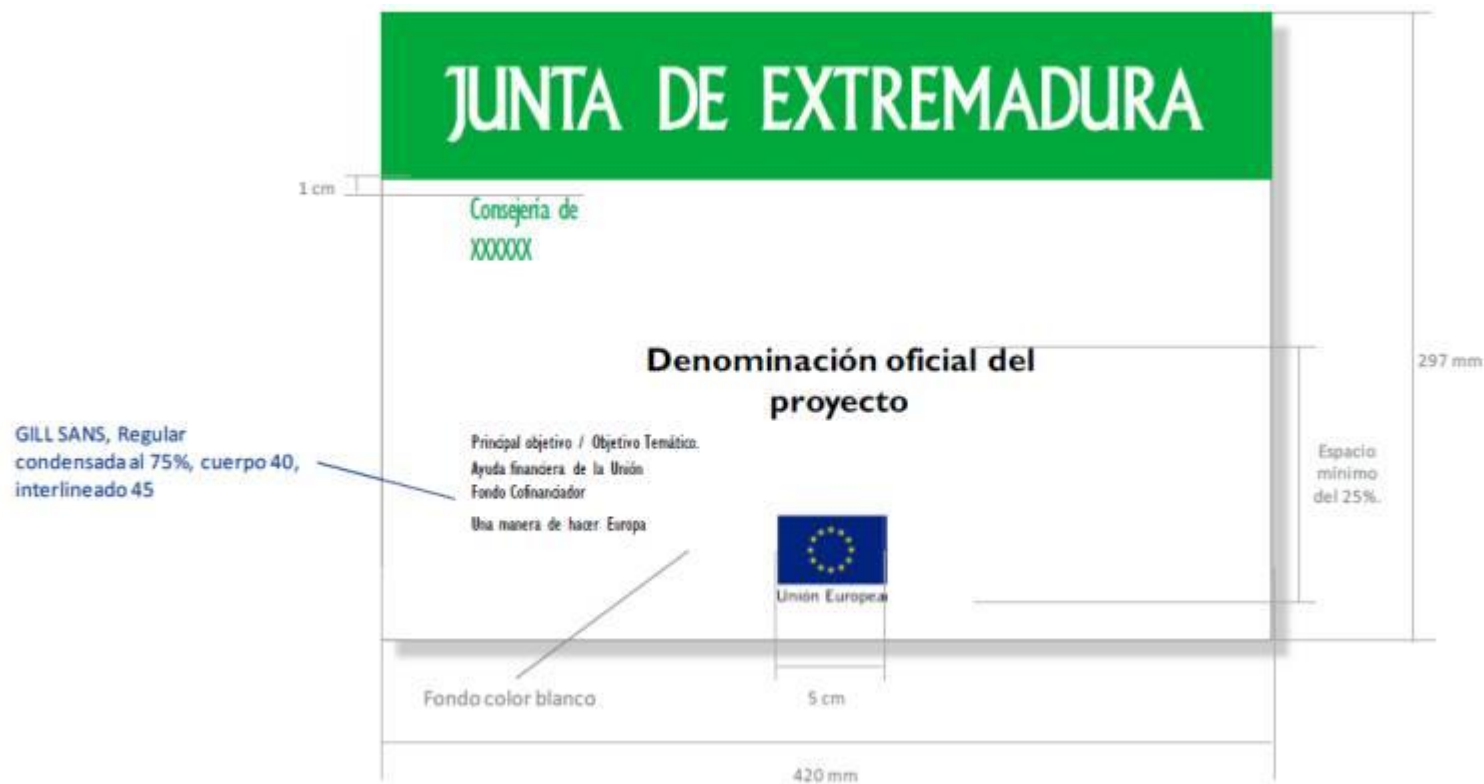 JUNTA DE EXTREMADURA
1 cm
Consejería de
XXXXXX
Denominación oficial del
proyecto
297 mm
GILL SANS, Regular
condensada al 75%, cuerpo 40,
interlineado 45
Principal objetivo / Objetivo Temático.
Ayuda financiera de la Unión
Fondo Cofinanciador
Una manera de hacer Europa
Espacio
mínimo
del 25%.
Unión Europea
Fondo color blanco
5 cm
420 mm